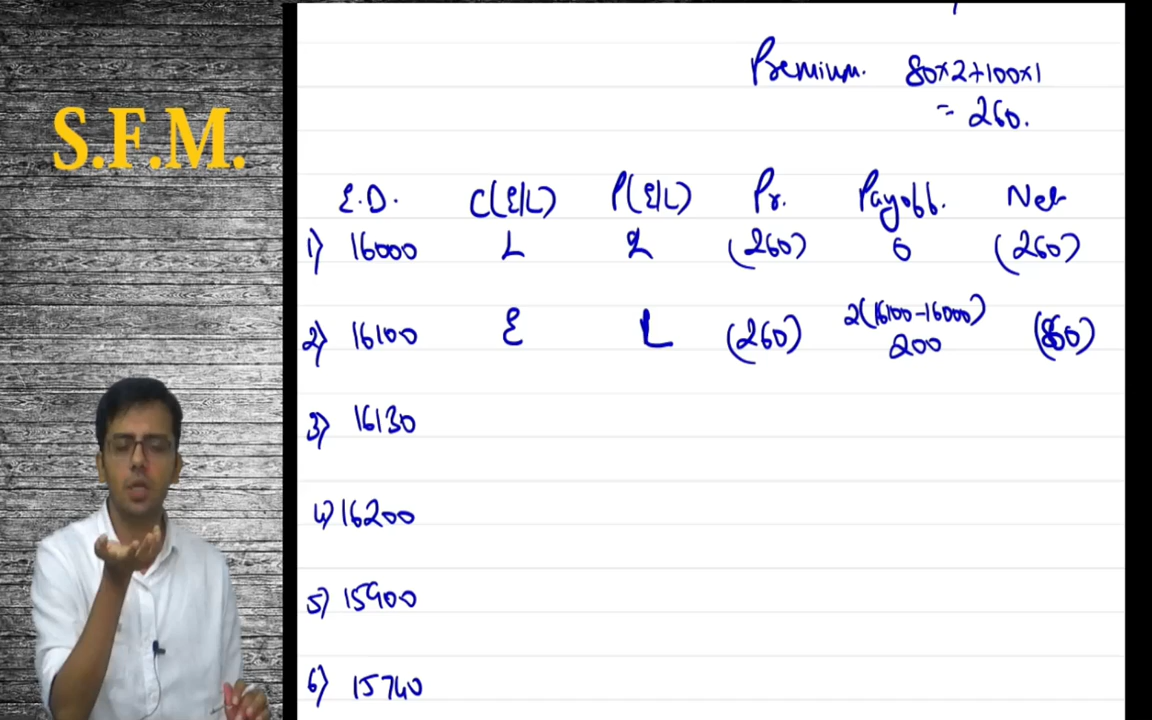 S.F.M.
Premium. 80×2+100×1
= 260.
E.D. C(E/L) P(E/L) Pr. Payoff. Net
1) 16000 L L (260) 0 (260)
2) 16100 E L (260) 2(16100-16000) 200 (60)
3) 16130
4) 16200
5) 15900
6) 15740